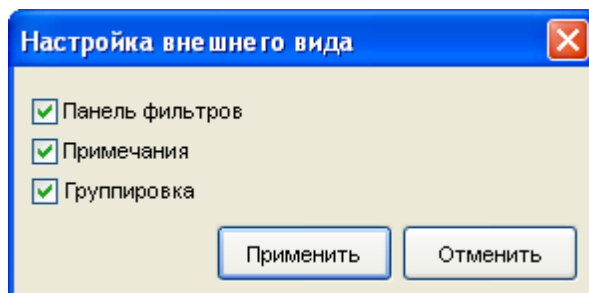 Настройка внешнего вида
Панель фильтров
Примечания
Группировка
Применить Отменить